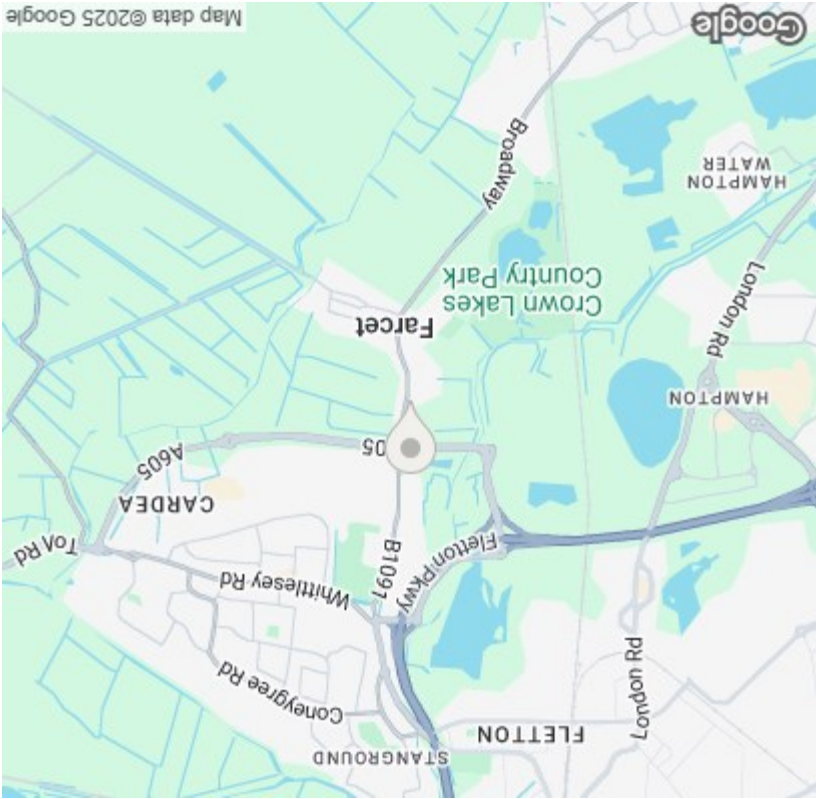 STANGROUND
FLETTON
London Rd
Coneygree Rd
Whittlesey Rd
B1091
Fletton Pkwy
Rd
CARDEA
A605
05
HAMPTON
London Rd
Farcet
Crown Lakes
Country Park
HAMPTON
WATER
Broadway
Google
Map data ©2025 Google